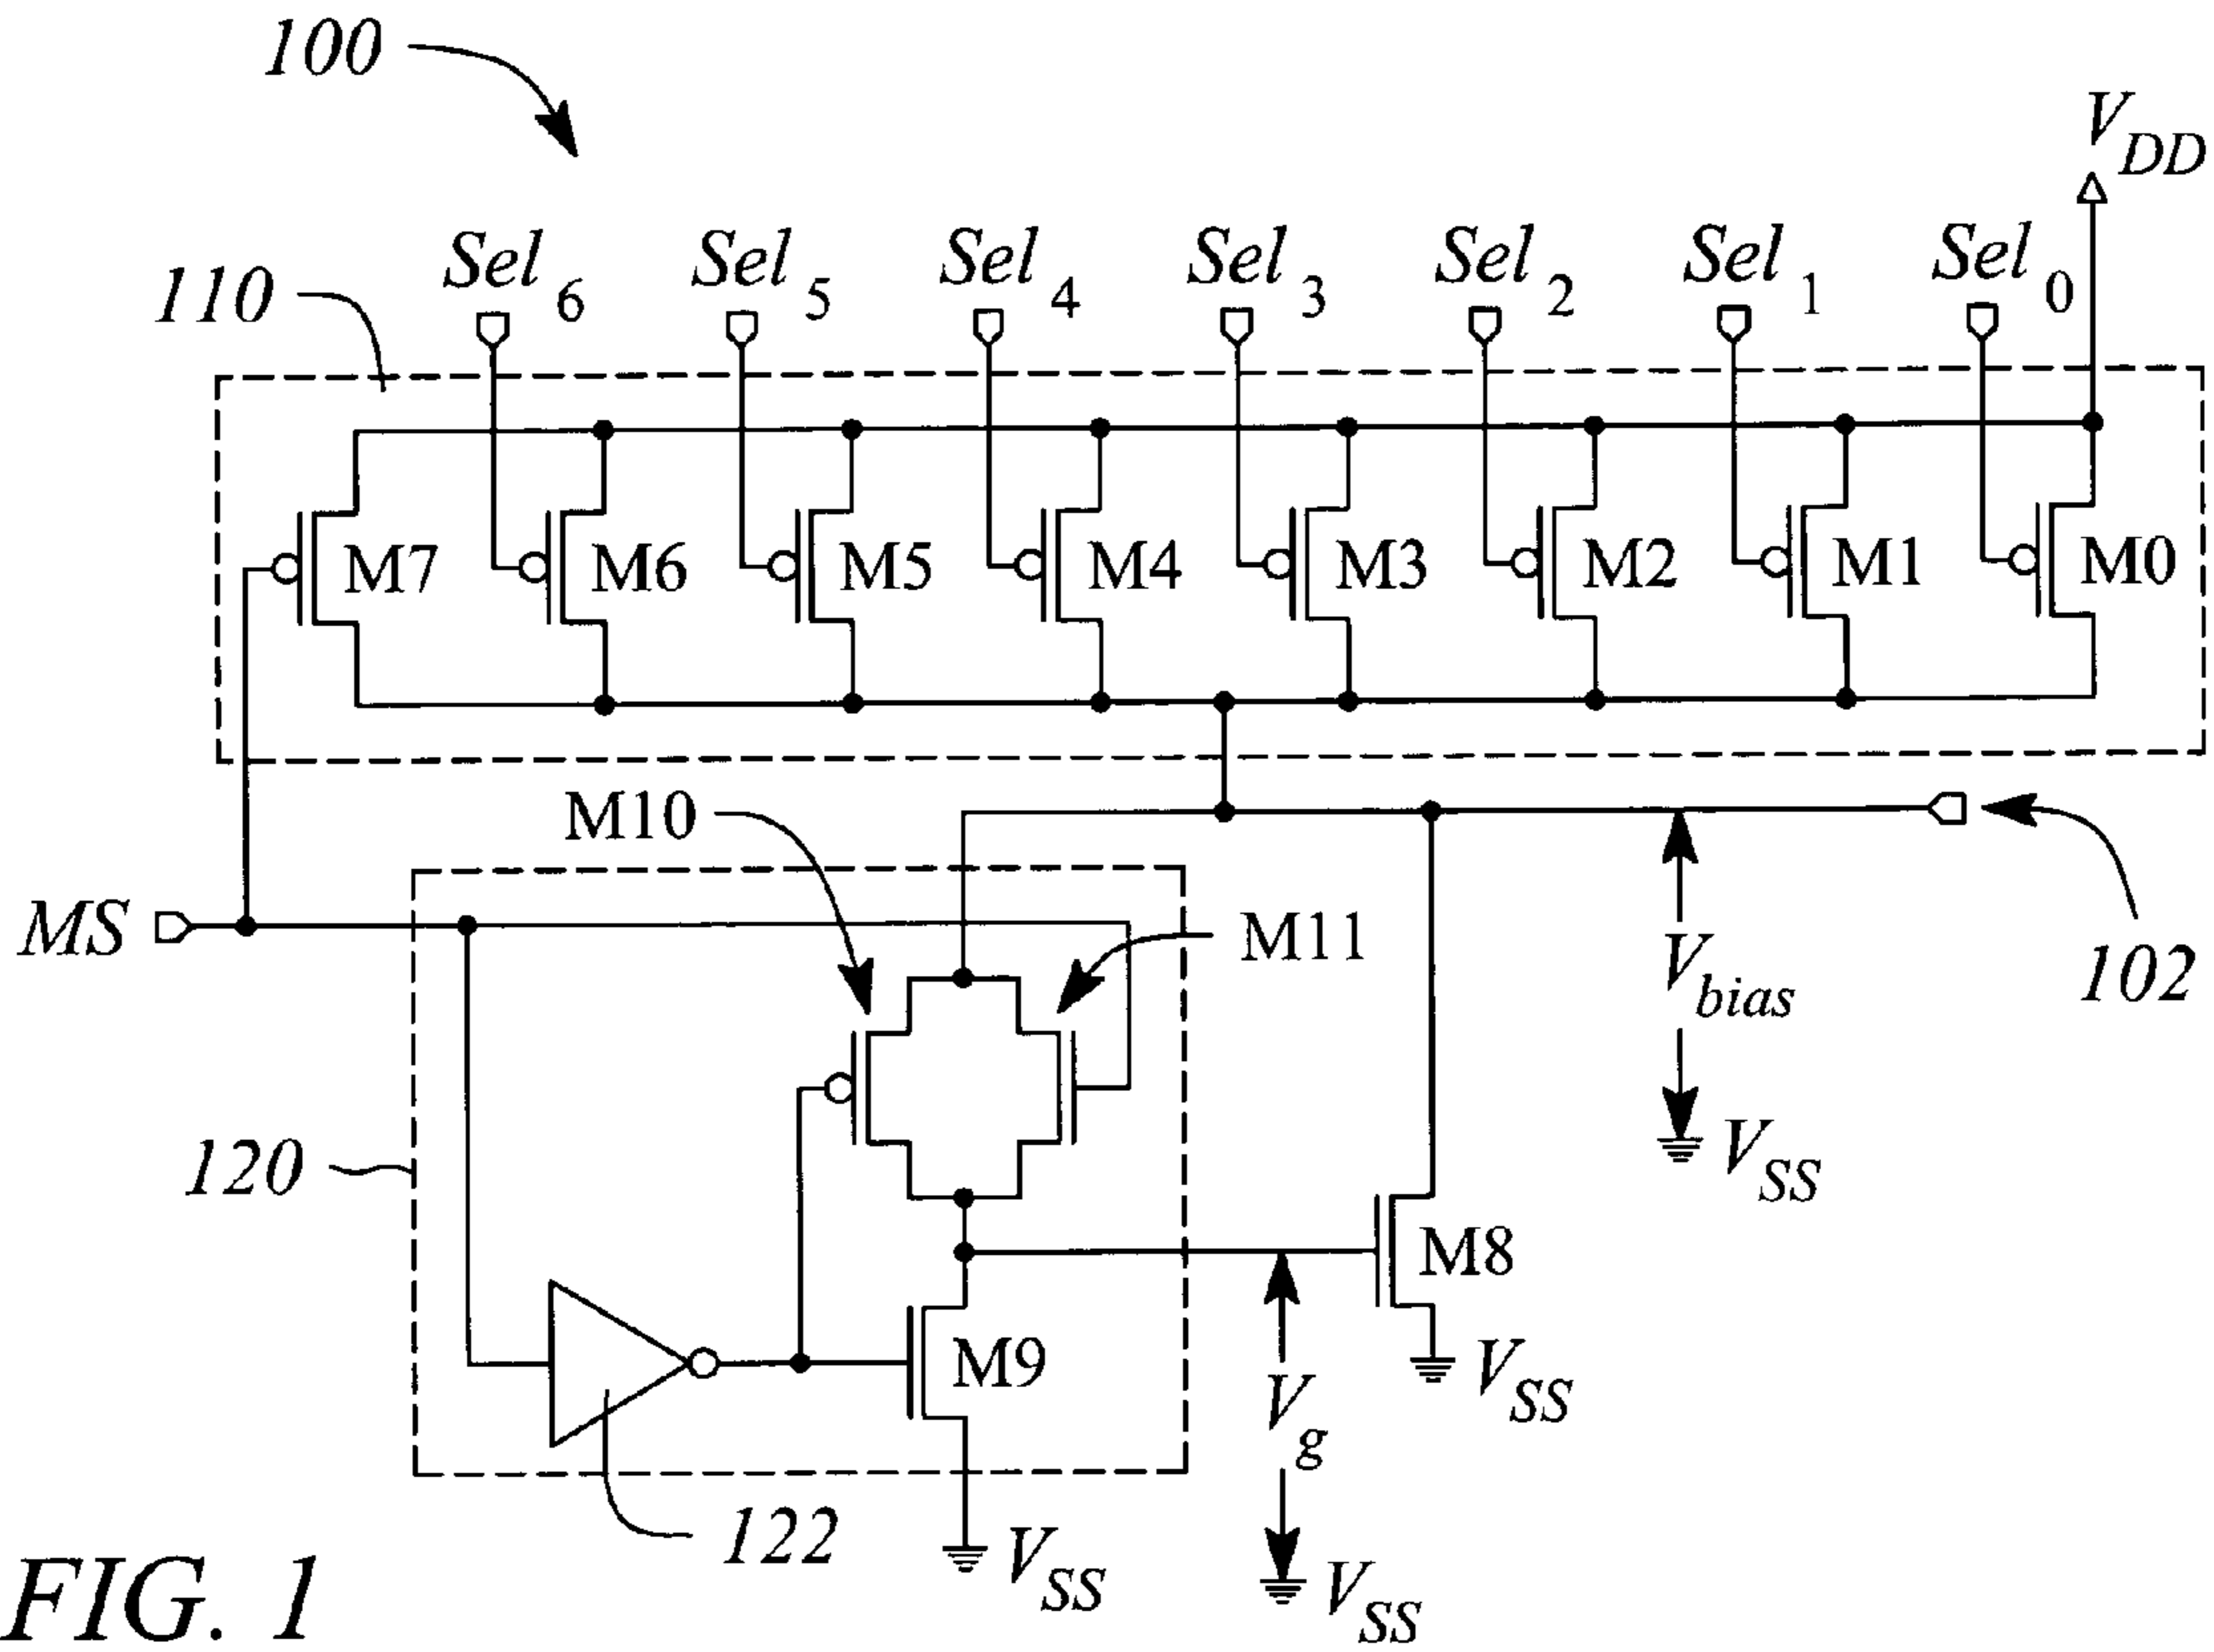 100
V DD
Sel 6 Sel 5 Sel 4 Sel 3 Sel 2 Sel 1 Sel 0
110
M7 M6 M5 M4 M3 M2 M1 M0
M10
MS
M11
V bias
102
120
V SS
M8
M9
V SS
V g
122
V SS
V SS
FIG. 1